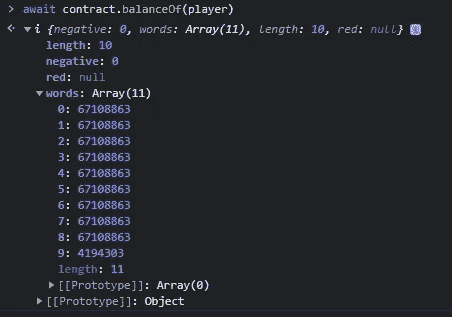 > await contract.balanceOf(player)
<· ▼ i {negative: 0, words: Array(11), length: 10, red: null} i
length: 10
negative: 0
red: null
▼ words: Array(11)
0: 67108863
1: 67108863
2: 67108863
3: 67108863
4: 67108863
5: 67108863
6: 67108863
7: 67108863
8: 67108863
9: 4194303
length: 11
▶ [[Prototype]]: Array(0)
▶ [[Prototype]]: Object